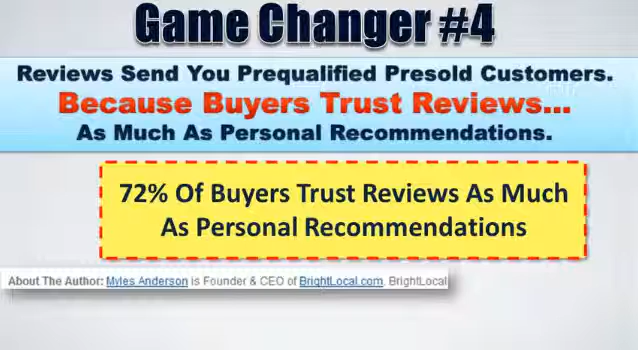 Game Changer #4
Reviews Send You Prequalified Presold Customers.
Because Buyers Trust Reviews...
As Much As Personal Recommendations.
72% Of Buyers Trust Reviews As Much
As Personal Recommendations
About The Author: Myles Anderson is Founder & CEO of BrightLocal.com. BrightLocal